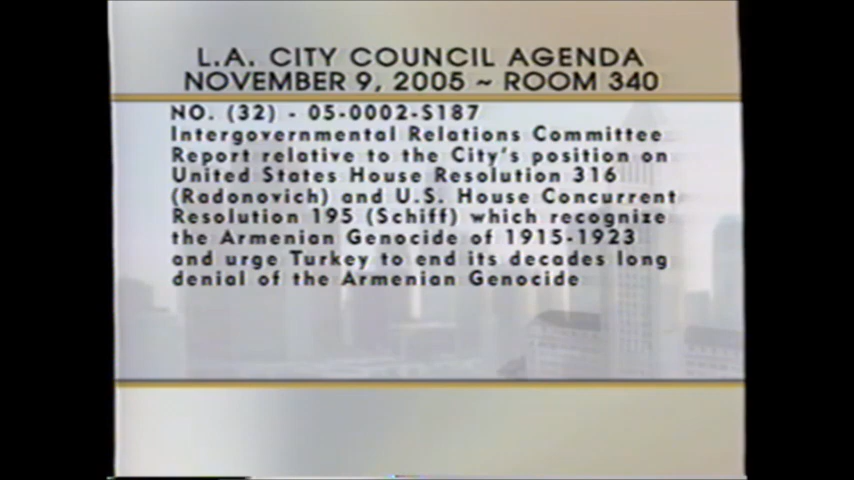 L.A. CITY COUNCIL AGENDA
NOVEMBER 9, 2005 ~ ROOM 340
NO. (32) - 05-0002-S187
Intergovernmental Relations Committee
Report relative to the City's position on
United States House Resolution 316
(Radonovich) and U.S. House Concurrent
Resolution 195 (Schiff) which recognize
the Armenian Genocide of 1915-1923
and urge Turkey to end its decades long
denial of the Armenian Genocide